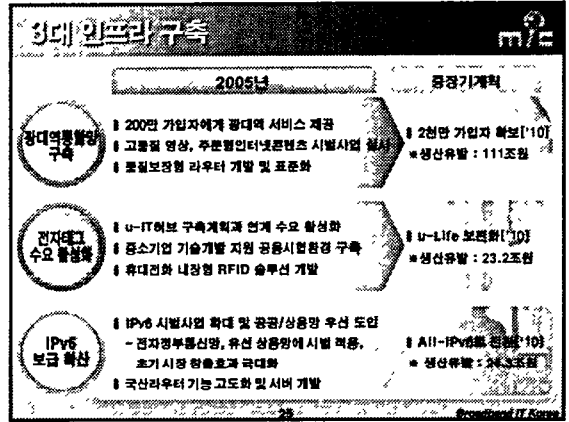 3대 인프라 구축
mic
2005년
중장기계획
광대역통합망
구축
▮ 200만 가입자에게 광대역 서비스 제공
▮ 고품질 영상, 주문형인터넷콘텐츠 시범사업 실시
▮ 품질보장형 라우터 개발 및 표준화
▮ 2천만 가입자 확보['10]
※생산유발 : 111조원
전자태그
수요 활성화
▮ u-IT허브 구축계획과 연계 수요 활성화
▮ 중소기업 기술개발 지원 공용시험환경 구축
▮ 휴대전화 내장형 RFID 솔루션 개발
▮ u-Life 보편화['10]
※생산유발 : 23.2조원
IPv6
보급 확산
▮ IPv6 시범사업 확대 및 공공/상용망 우선 도입
- 전자정부통신망, 유선 상용망에 시범 적용,
초기 시장 창출효과 극대화
▮ 국산라우터 기능 고도화 및 서버 개발
▮ All-IPv6로 전환['10]
※ 생산유발 : 24.3조원
25
Broadband IT Korea